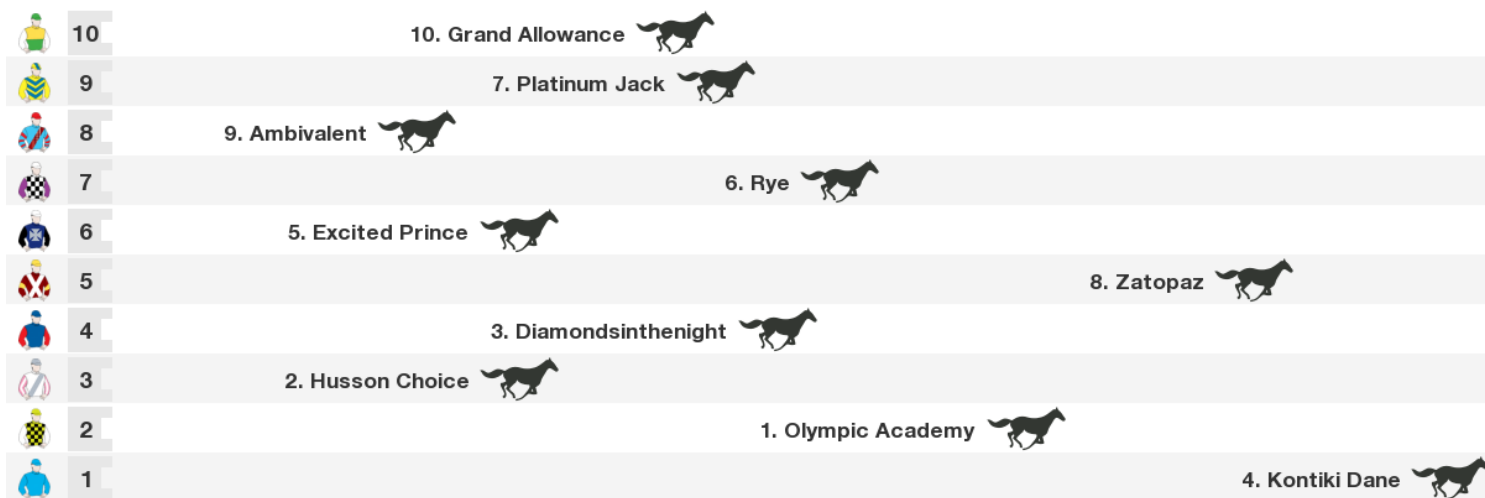 10 10. Grand Allowance
9 7. Platinum Jack
8 9. Ambivalent
7 6. Rye
6 5. Excited Prince
5 8. Zatopaz
4 3. Diamondsinthenight
3 2. Husson Choice
2 1. Olympic Academy
1 4. Kontiki Dane